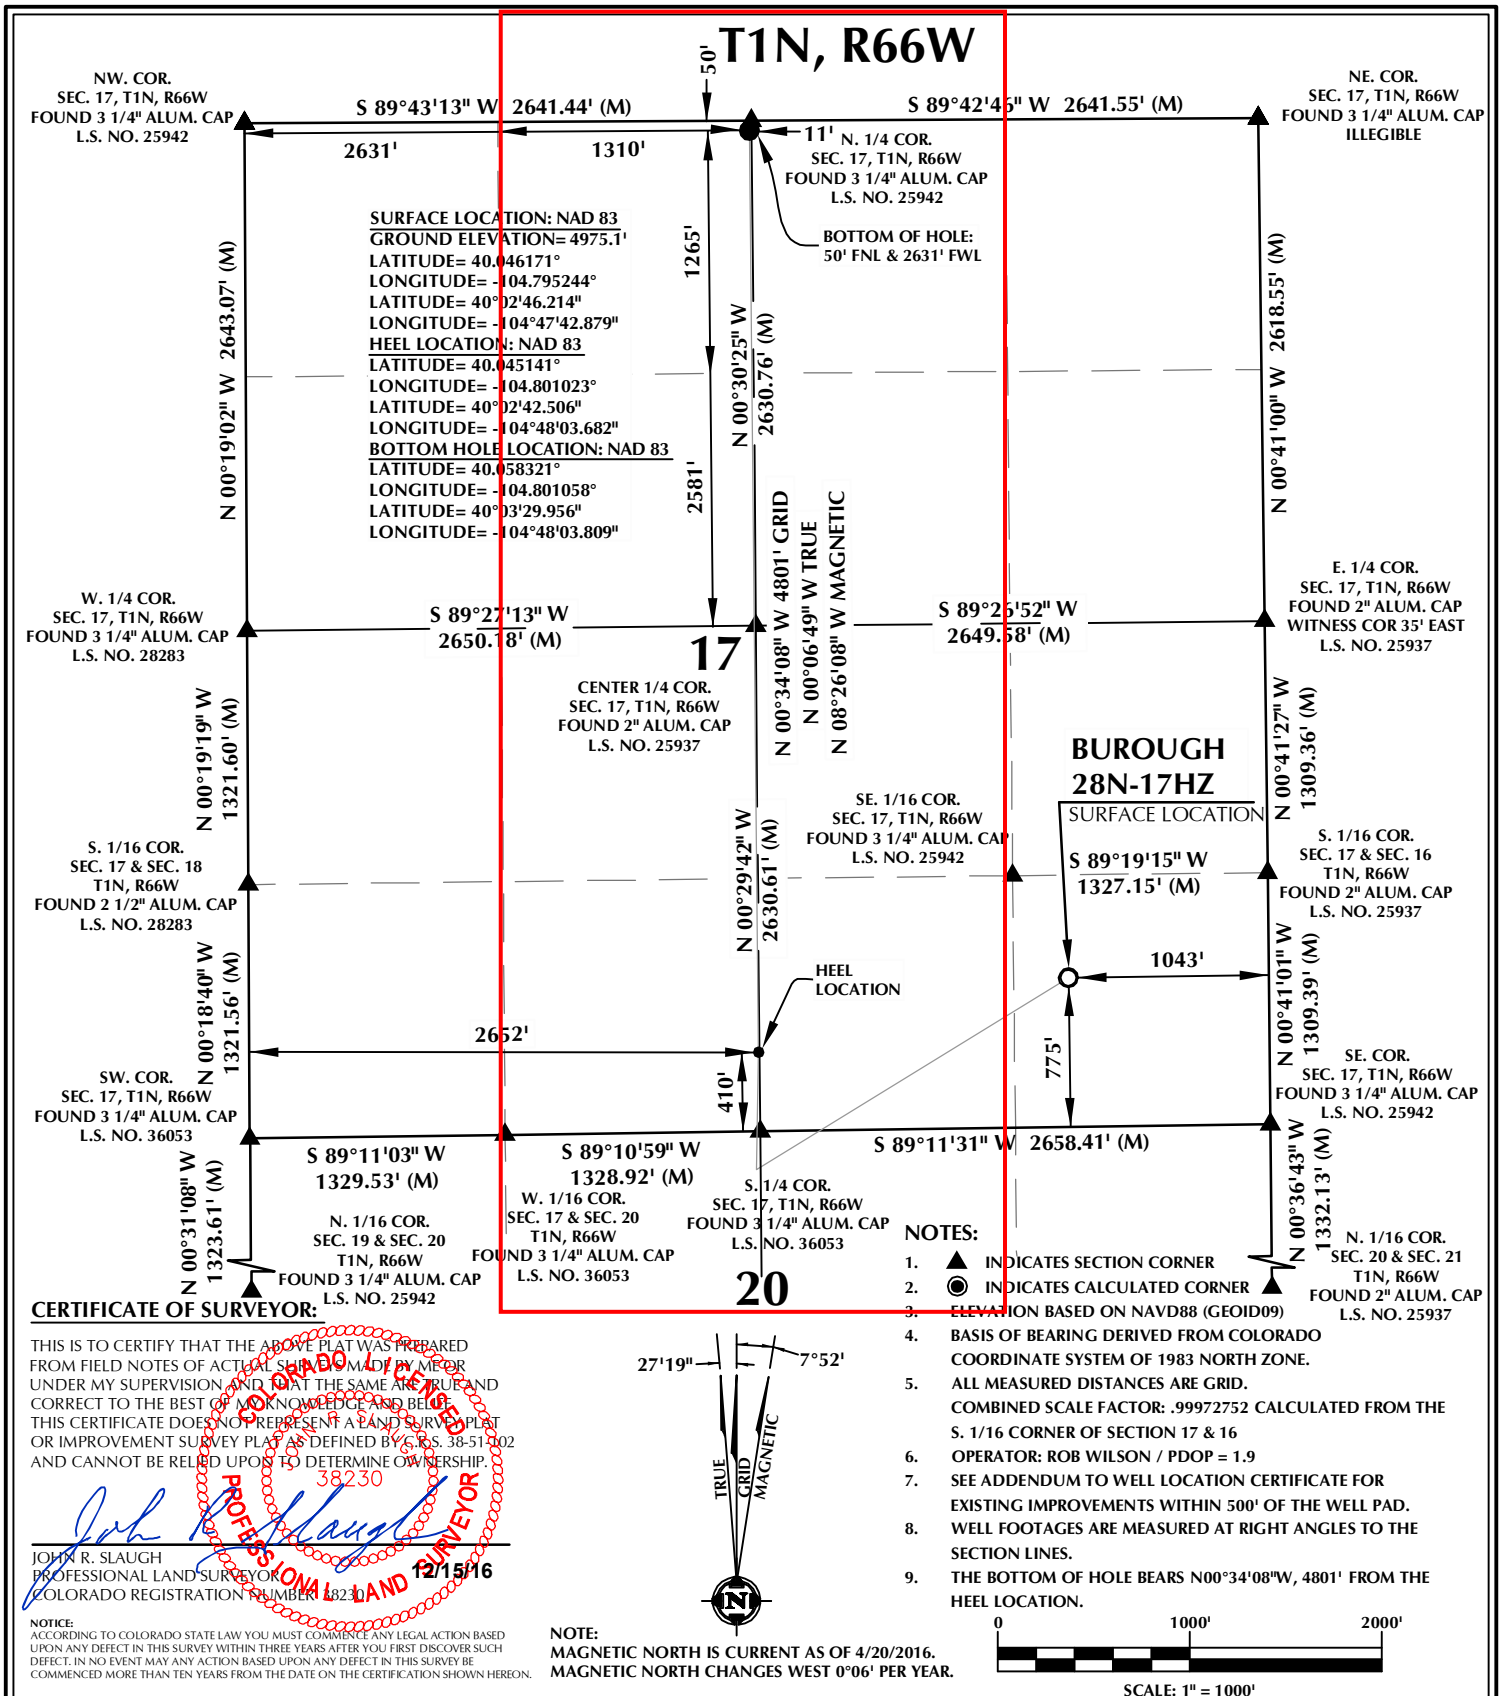 T1N, R66W
NW. COR.
SEC. 17, T1N, R66W
FOUND 3 1/4" ALUM. CAP
L.S. NO. 25942
S 89°43'13" W 2641.44' (M)
50'
S 89°42'46" W 2641.55' (M)
NE. COR.
SEC. 17, T1N, R66W
FOUND 3 1/4" ALUM. CAP
ILLEGIBLE
2631'
1310'
11'
N. 1/4 COR.
SEC. 17, T1N, R66W
FOUND 3 1/4" ALUM. CAP
L.S. NO. 25942
BOTTOM OF HOLE:
50' FNL & 2631' FWL
SURFACE LOCATION: NAD 83
GROUND ELEVATION= 4975.1'
LATITUDE= 40.046171°
LONGITUDE= -104.795244°
LATITUDE= 40°02'46.214"
LONGITUDE= -104°47'42.879"
HEEL LOCATION: NAD 83
LATITUDE= 40.045141°
LONGITUDE= -104.801023°
LATITUDE= 40°02'42.506"
LONGITUDE= -104°48'03.682"
BOTTOM HOLE LOCATION: NAD 83
LATITUDE= 40.058321°
LONGITUDE= -104.801058°
LATITUDE= 40°03'29.956"
LONGITUDE= -104°48'03.809"
N 00°19'02" W 2643.07' (M)
1265'
2581'
N 00°30'25" W
2630.76' (M)
N 00°41'00" W 2618.55' (M)
N 00°34'08" W 4801' GRID
N 00°06'49" W TRUE
N 08°26'08" W MAGNETIC
W. 1/4 COR.
SEC. 17, T1N, R66W
FOUND 3 1/4" ALUM. CAP
L.S. NO. 28283
S 89°27'13" W
2650.18' (M)
17
S 89°26'52" W
2649.58' (M)
E. 1/4 COR.
SEC. 17, T1N, R66W
FOUND 2" ALUM. CAP
WITNESS COR 35' EAST
L.S. NO. 25937
CENTER 1/4 COR.
SEC. 17, T1N, R66W
FOUND 2" ALUM. CAP
L.S. NO. 25937
N 00°19'19" W
1321.60' (M)
N 00°41'27" W
1309.36' (M)
BUROUGH
28N-17HZ
SURFACE LOCATION
SE. 1/16 COR.
SEC. 17, T1N, R66W
FOUND 3 1/4" ALUM. CAP
L.S. NO. 25942
S. 1/16 COR.
SEC. 17 & SEC. 18
T1N, R66W
FOUND 2 1/2" ALUM. CAP
L.S. NO. 28283
N 00°29'42" W
2630.61' (M)
S 89°19'15" W
1327.15' (M)
S. 1/16 COR.
SEC. 17 & SEC. 16
T1N, R66W
FOUND 2" ALUM. CAP
L.S. NO. 25937
N 00°18'40" W
1321.56' (M)
HEEL
LOCATION
1043'
N 00°41'01" W
1309.39' (M)
2652'
410'
775'
SW. COR.
SEC. 17, T1N, R66W
FOUND 3 1/4" ALUM. CAP
L.S. NO. 36053
SE. COR.
SEC. 17, T1N, R66W
FOUND 3 1/4" ALUM. CAP
L.S. NO. 25942
S 89°11'03" W
1329.53' (M)
S 89°10'59" W
1328.92' (M)
S 89°11'31" W 2658.41' (M)
N 00°31'08" W
1323.61' (M)
N 00°36'43" W
1332.13' (M)
N. 1/16 COR.
SEC. 19 & SEC. 20
T1N, R66W
FOUND 3 1/4" ALUM. CAP
L.S. NO. 25942
W. 1/16 COR.
SEC. 17 & SEC. 20
T1N, R66W
FOUND 3 1/4" ALUM. CAP
L.S. NO. 36053
S. 1/4 COR.
SEC. 17, T1N, R66W
FOUND 3 1/4" ALUM. CAP
L.S. NO. 36053
20
N. 1/16 COR.
SEC. 20 & SEC. 21
T1N, R66W
FOUND 2" ALUM. CAP
L.S. NO. 25937
NOTES:
1. INDICATES SECTION CORNER
2. INDICATES CALCULATED CORNER
3. ELEVATION BASED ON NAVD88 (GEOID09)
4. BASIS OF BEARING DERIVED FROM COLORADO
COORDINATE SYSTEM OF 1983 NORTH ZONE.
5. ALL MEASURED DISTANCES ARE GRID.
COMBINED SCALE FACTOR: .99972752 CALCULATED FROM THE
S. 1/16 CORNER OF SECTION 17 & 16
6. OPERATOR: ROB WILSON / PDOP = 1.9
7. SEE ADDENDUM TO WELL LOCATION CERTIFICATE FOR
EXISTING IMPROVEMENTS WITHIN 500' OF THE WELL PAD.
8. WELL FOOTAGES ARE MEASURED AT RIGHT ANGLES TO THE
SECTION LINES.
9. THE BOTTOM OF HOLE BEARS N00°34'08"W, 4801' FROM THE
HEEL LOCATION.
CERTIFICATE OF SURVEYOR:
THIS IS TO CERTIFY THAT THE ABOVE PLAT WAS PREPARED
FROM FIELD NOTES OF ACTUAL SURVEYS MADE BY ME OR
UNDER MY SUPERVISION AND THAT THE SAME ARE TRUE AND
CORRECT TO THE BEST OF MY KNOWLEDGE AND BELIEF.
THIS CERTIFICATE DOES NOT REPRESENT A LAND SURVEY PLAT
OR IMPROVEMENT SURVEY PLAT AS DEFINED BY C.R.S. 38-51-102
AND CANNOT BE RELIED UPON TO DETERMINE OWNERSHIP.
COLORADO LICENSED
JOHN R SLAUGH
38230
PROFESSIONAL LAND SURVEYOR
John R. Slaugh
12/15/16
JOHN R. SLAUGH
PROFESSIONAL LAND SURVEYOR
COLORADO REGISTRATION NUMBER 38230
NOTICE:
ACCORDING TO COLORADO STATE LAW YOU MUST COMMENCE ANY LEGAL ACTION BASED
UPON ANY DEFECT IN THIS SURVEY WITHIN THREE YEARS AFTER YOU FIRST DISCOVER SUCH
DEFECT. IN NO EVENT MAY ANY ACTION BASED UPON ANY DEFECT IN THIS SURVEY BE
COMMENCED MORE THAN TEN YEARS FROM THE DATE ON THE CERTIFICATION SHOWN HEREON.
27'19"
7°52'
TRUE
GRID
MAGNETIC
N
NOTE:
MAGNETIC NORTH IS CURRENT AS OF 4/20/2016.
MAGNETIC NORTH CHANGES WEST 0°06' PER YEAR.
0 1000' 2000'
SCALE: 1" = 1000'